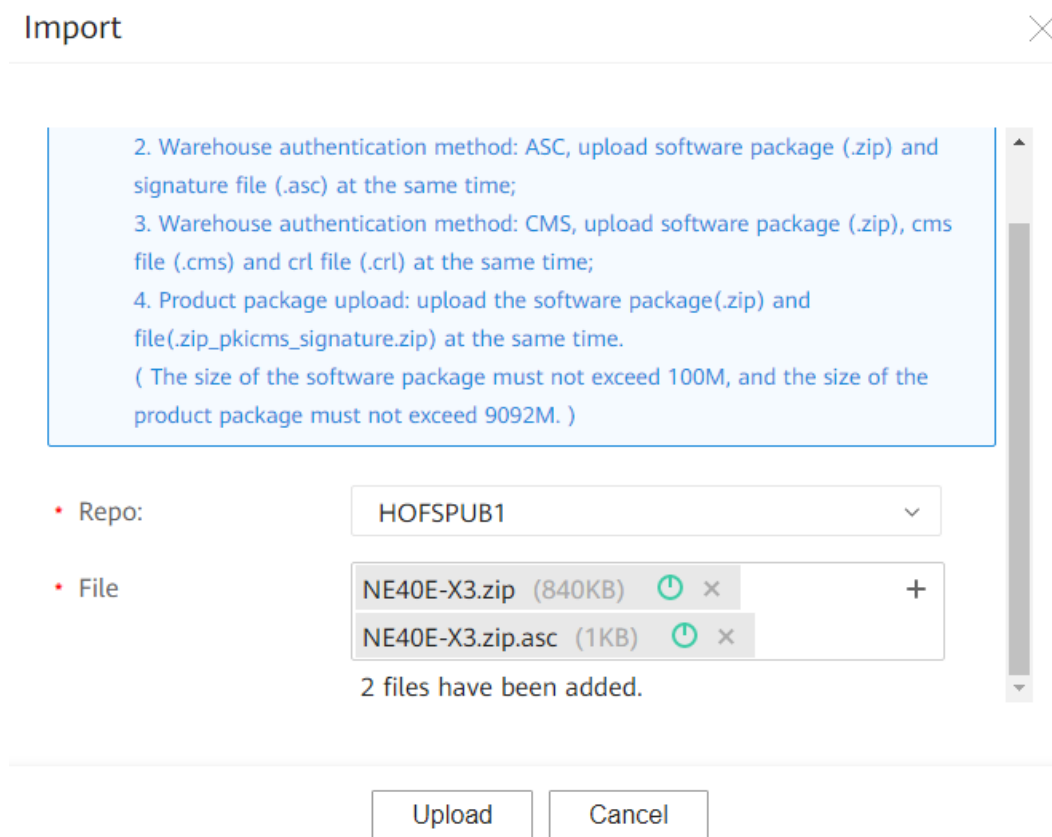 Import
2. Warehouse authentication method: ASC, upload software package (.zip) and
signature file (.asc) at the same time;
3. Warehouse authentication method: CMS, upload software package (.zip), cms
file (.cms) and crl file (.crl) at the same time;
4. Product package upload: upload the software package(.zip) and
file(.zip_pkicms_signature.zip) at the same time.
( The size of the software package must not exceed 100M, and the size of the
product package must not exceed 9092M. )
* Repo: HOFSPUB1
* File NE40E-X3.zip (840KB)
NE40E-X3.zip.asc (1KB)
2 files have been added.
Upload Cancel